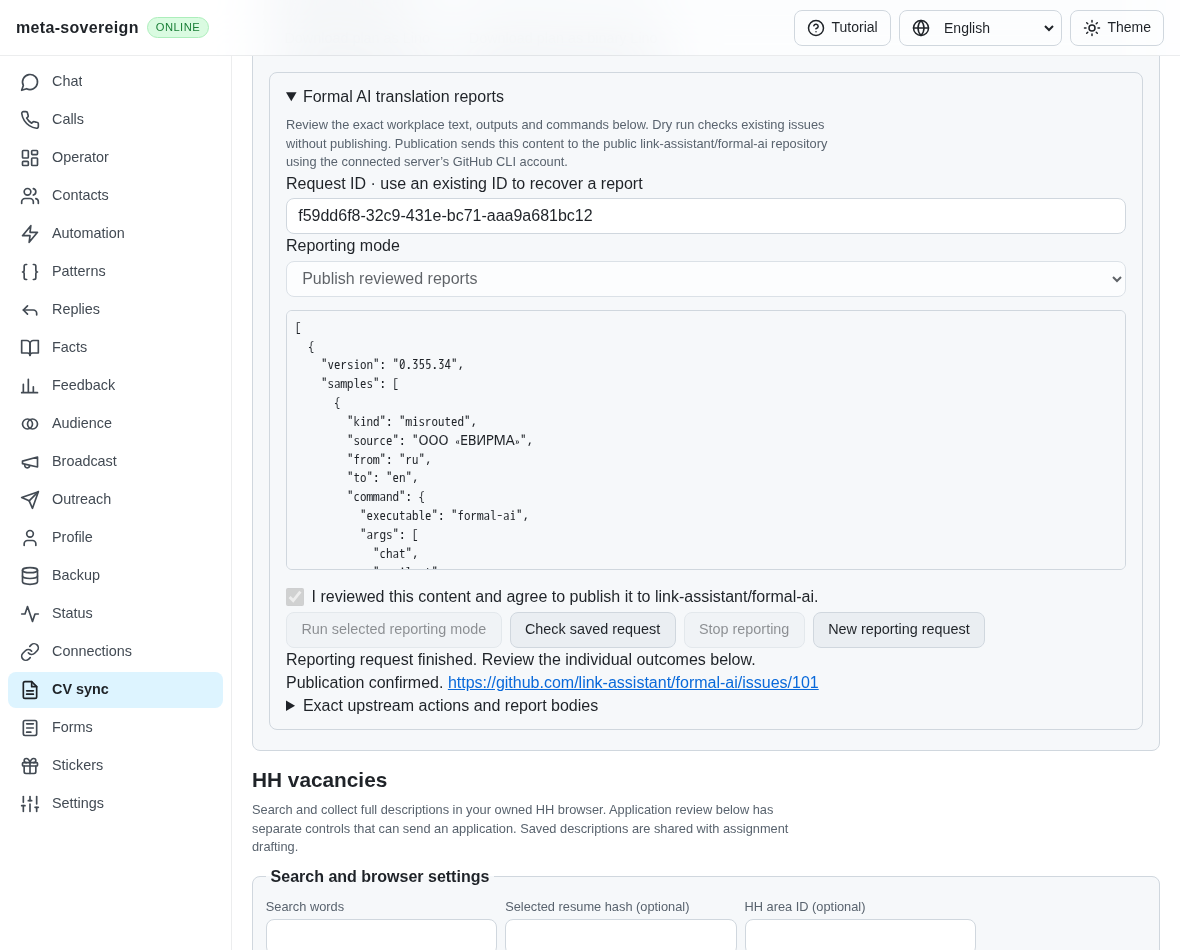 meta-sovereign ONLINE
Tutorial
English
Theme
Chat
Calls
Operator
Contacts
Automation
Patterns
Replies
Facts
Feedback
Audience
Broadcast
Outreach
Profile
Backup
Status
Connections
CV sync
Forms
Stickers
Settings
Formal AI translation reports
Review the exact workplace text, outputs and commands below. Dry run checks existing issues
without publishing. Publication sends this content to the public link-assistant/formal-ai repository
using the connected server’s GitHub CLI account.
Request ID · use an existing ID to recover a report
f59dd6f8-32c9-431e-bc71-aaa9a681bc12
Reporting mode
Publish reviewed reports
[
{
"version": "0.355.34",
"samples": [
{
"kind": "misrouted",
"source": "ООО «ЕВИРМА»",
"from": "ru",
"to": "en",
"command": {
"executable": "formal-ai",
"args": [
"chat",
I reviewed this content and agree to publish it to link-assistant/formal-ai.
Run selected reporting mode
Check saved request
Stop reporting
New reporting request
Reporting request finished. Review the individual outcomes below.
Publication confirmed. https://github.com/link-assistant/formal-ai/issues/101
Exact upstream actions and report bodies
HH vacancies
Search and collect full descriptions in your owned HH browser. Application review below has
separate controls that can send an application. Saved descriptions are shared with assignment
drafting.
Search and browser settings
Search words
Selected resume hash (optional)
HH area ID (optional)